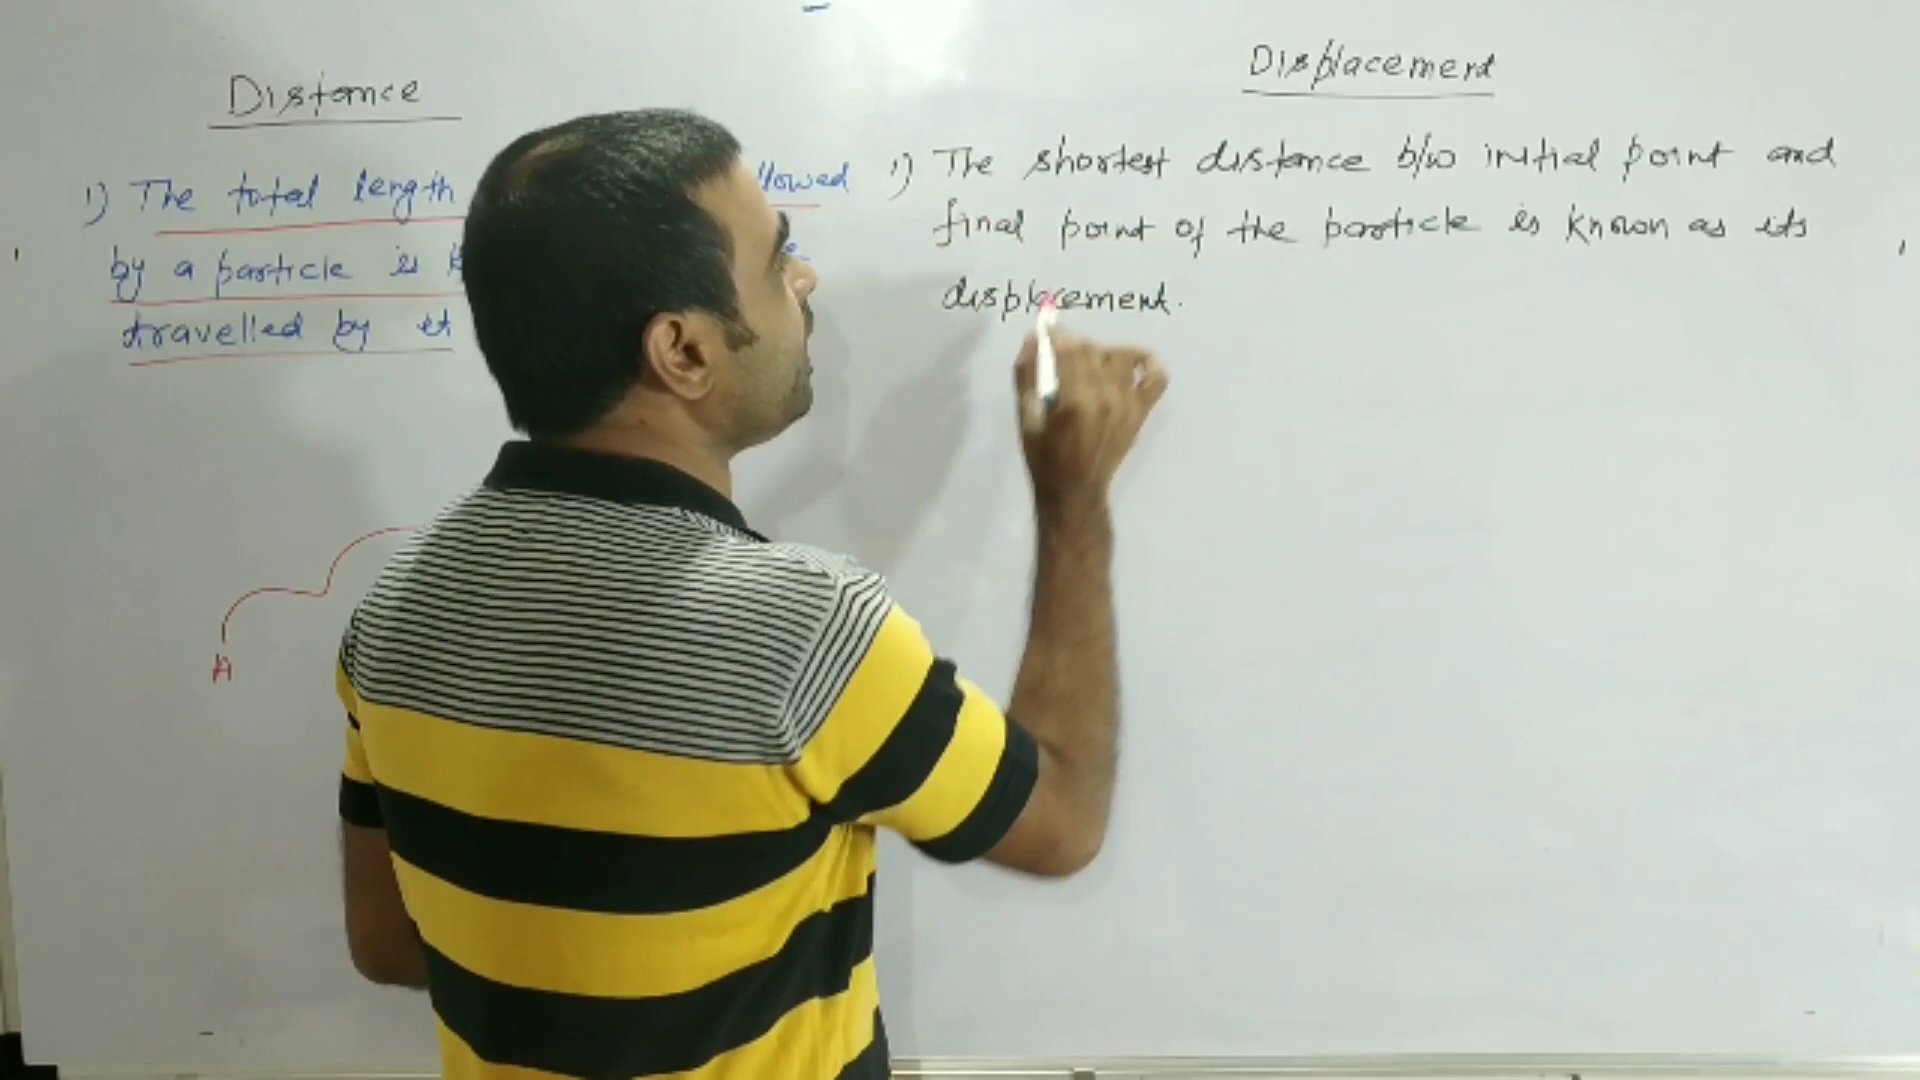 Distance
1) The total length llowed
by a particle is
travelled by it
A
Displacement
1) The shortest distance b/w initial point and
final point of the particle is known as its
displacement.